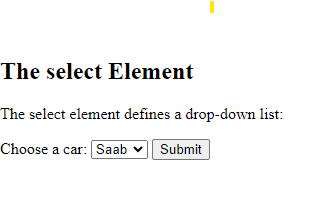 The select Element
The select element defines a drop-down list:
Choose a car: Saab Submit